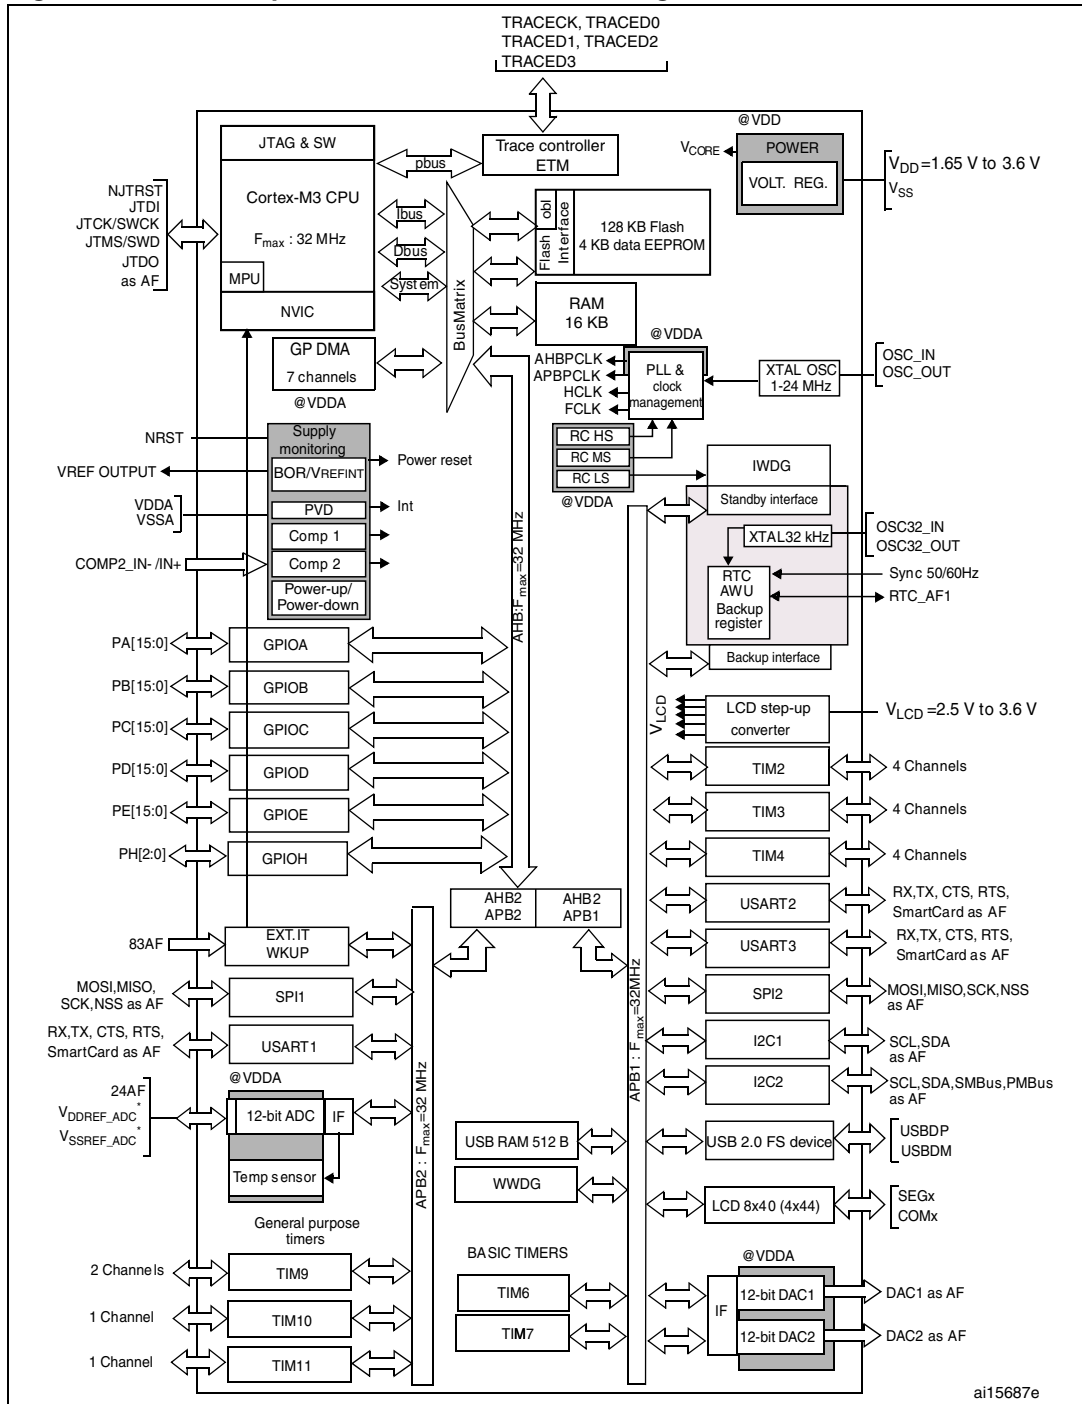 TRACECK, TRACED0
TRACED1, TRACED2
TRACED3
JTAG & SW
Cortex-M3 CPU
Fmax : 32 MHz
MPU
NVIC
NJTRST
JTDI
JTCK/SWCK
JTMS/SWD
JTDO
as AF
pbus
Ibus
Dbus
System
Trace controller
ETM
@VDD
VCORE
POWER
VOLT. REG.
VDD=1.65 V to 3.6 V
VSS
BusMatrix
Flash obl
Interface
128 KB Flash
4 KB data EEPROM
RAM
16 KB
GP DMA
7 channels
@VDDA
AHBPCLK
APBPCLK
HCLK
FCLK
@VDDA
PLL &
clock
management
XTAL OSC
1-24 MHz
OSC_IN
OSC_OUT
RC HS
RC MS
RC LS
@VDDA
NRST
VREF OUTPUT
VDDA
VSSA
COMP2_IN- /IN+
Supply
monitoring
BOR/VREFINT
PVD
Comp 1
Comp 2
Power-up/
Power-down
Power reset
Int
IWDG
Standby interface
XTAL32 kHz
OSC32_IN
OSC32_OUT
RTC
AWU
Backup
register
Sync 50/60Hz
RTC_AF1
Backup interface
AHB:Fmax=32 MHz
PA[15:0]
GPIOA
PB[15:0]
GPIOB
PC[15:0]
GPIOC
PD[15:0]
GPIOD
PE[15:0]
GPIOE
PH[2:0]
GPIOH
VLCD
LCD step-up
converter
VLCD =2.5 V to 3.6 V
TIM2
4 Channels
TIM3
4 Channels
TIM4
4 Channels
AHB2
APB2
AHB2
APB1
USART2
RX,TX, CTS, RTS,
SmartCard as AF
USART3
RX,TX, CTS, RTS,
SmartCard as AF
83AF
EXT.IT
WKUP
MOSI,MISO,
SCK,NSS as AF
SPI1
RX,TX, CTS, RTS,
SmartCard as AF
USART1
SPI2
MOSI,MISO,SCK,NSS
as AF
I2C1
SCL,SDA
as AF
I2C2
SCL,SDA,SMBus,PMBus
as AF
APB2 : Fmax=32 MHz
APB1 : Fmax=32MHz
@VDDA
24AF
VDDREF_ADC*
VSSREF_ADC*
12-bit ADC
IF
Temp sensor
USB RAM 512 B
WWDG
USB 2.0 FS device
USBDP
USBDM
LCD 8x40 (4x44)
SEGx
COMx
General purpose
timers
2 Channels
TIM9
1 Channel
TIM10
1 Channel
TIM11
BASIC TIMERS
TIM6
TIM7
@VDDA
IF
12-bit DAC1
12-bit DAC2
DAC1 as AF
DAC2 as AF
ai15687e